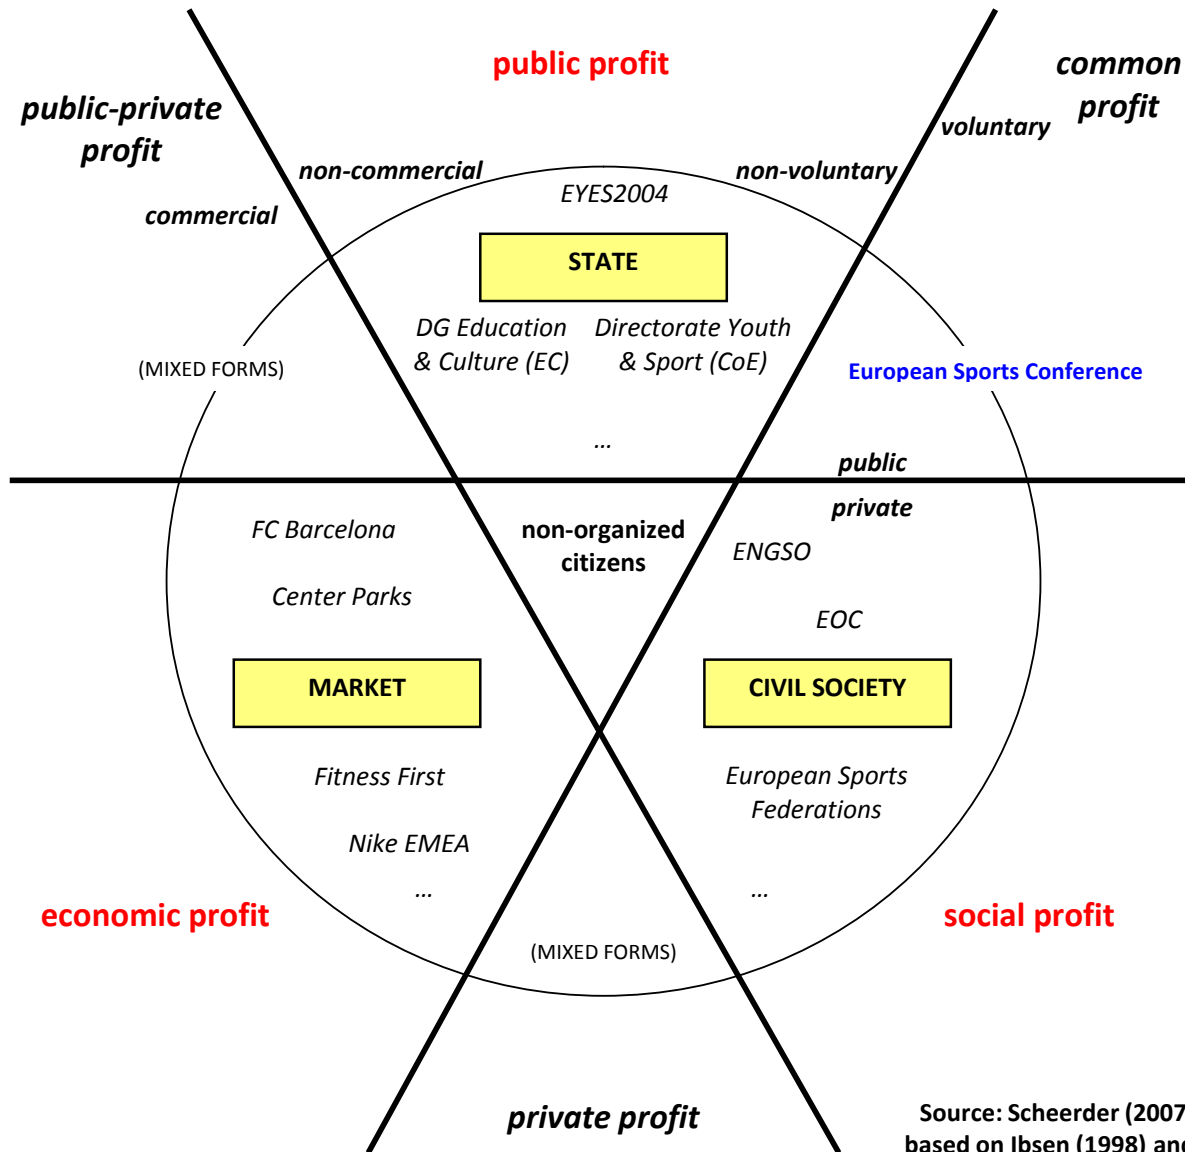 public profit
common
profit
public-private
profit
voluntary
non-commercial
non-voluntary
commercial
EYES2004
STATE
DG Education
& Culture (EC)
Directorate Youth
& Sport (CoE)
(MIXED FORMS)
European Sports Conference
...
public
private
FC Barcelona
non-organized
citizens
ENGSO
Center Parks
EOC
MARKET
CIVIL SOCIETY
Fitness First
European Sports
Federations
Nike EMEA
...
...
economic profit
social profit
(MIXED FORMS)
private profit
Source: Scheerder (2007
based on Ibsen (1998) and